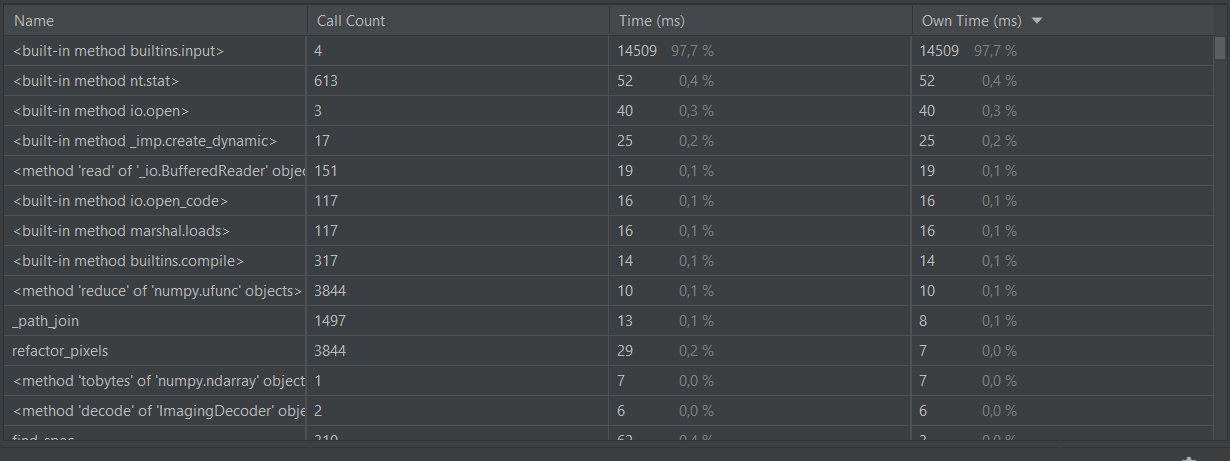 Name Call Count Time (ms) Own Time (ms)
<built-in method builtins.input> 4 14509 97,7 % 14509 97,7 %
<built-in method nt.stat> 613 52 0,4 % 52 0,4 %
<built-in method io.open> 3 40 0,3 % 40 0,3 %
<built-in method _imp.create_dynamic> 17 25 0,2 % 25 0,2 %
<method 'read' of '_io.BufferedReader' objec 151 19 0,1 % 19 0,1 %
<built-in method io.open_code> 117 16 0,1 % 16 0,1 %
<built-in method marshal.loads> 117 16 0,1 % 16 0,1 %
<built-in method builtins.compile> 317 14 0,1 % 14 0,1 %
<method 'reduce' of 'numpy.ufunc' objects> 3844 10 0,1 % 10 0,1 %
_path_join 1497 13 0,1 % 8 0,1 %
refactor_pixels 3844 29 0,2 % 7 0,0 %
<method 'tobytes' of 'numpy.ndarray' object 1 7 0,0 % 7 0,0 %
<method 'decode' of 'ImagingDecoder' obje 2 6 0,0 % 6 0,0 %